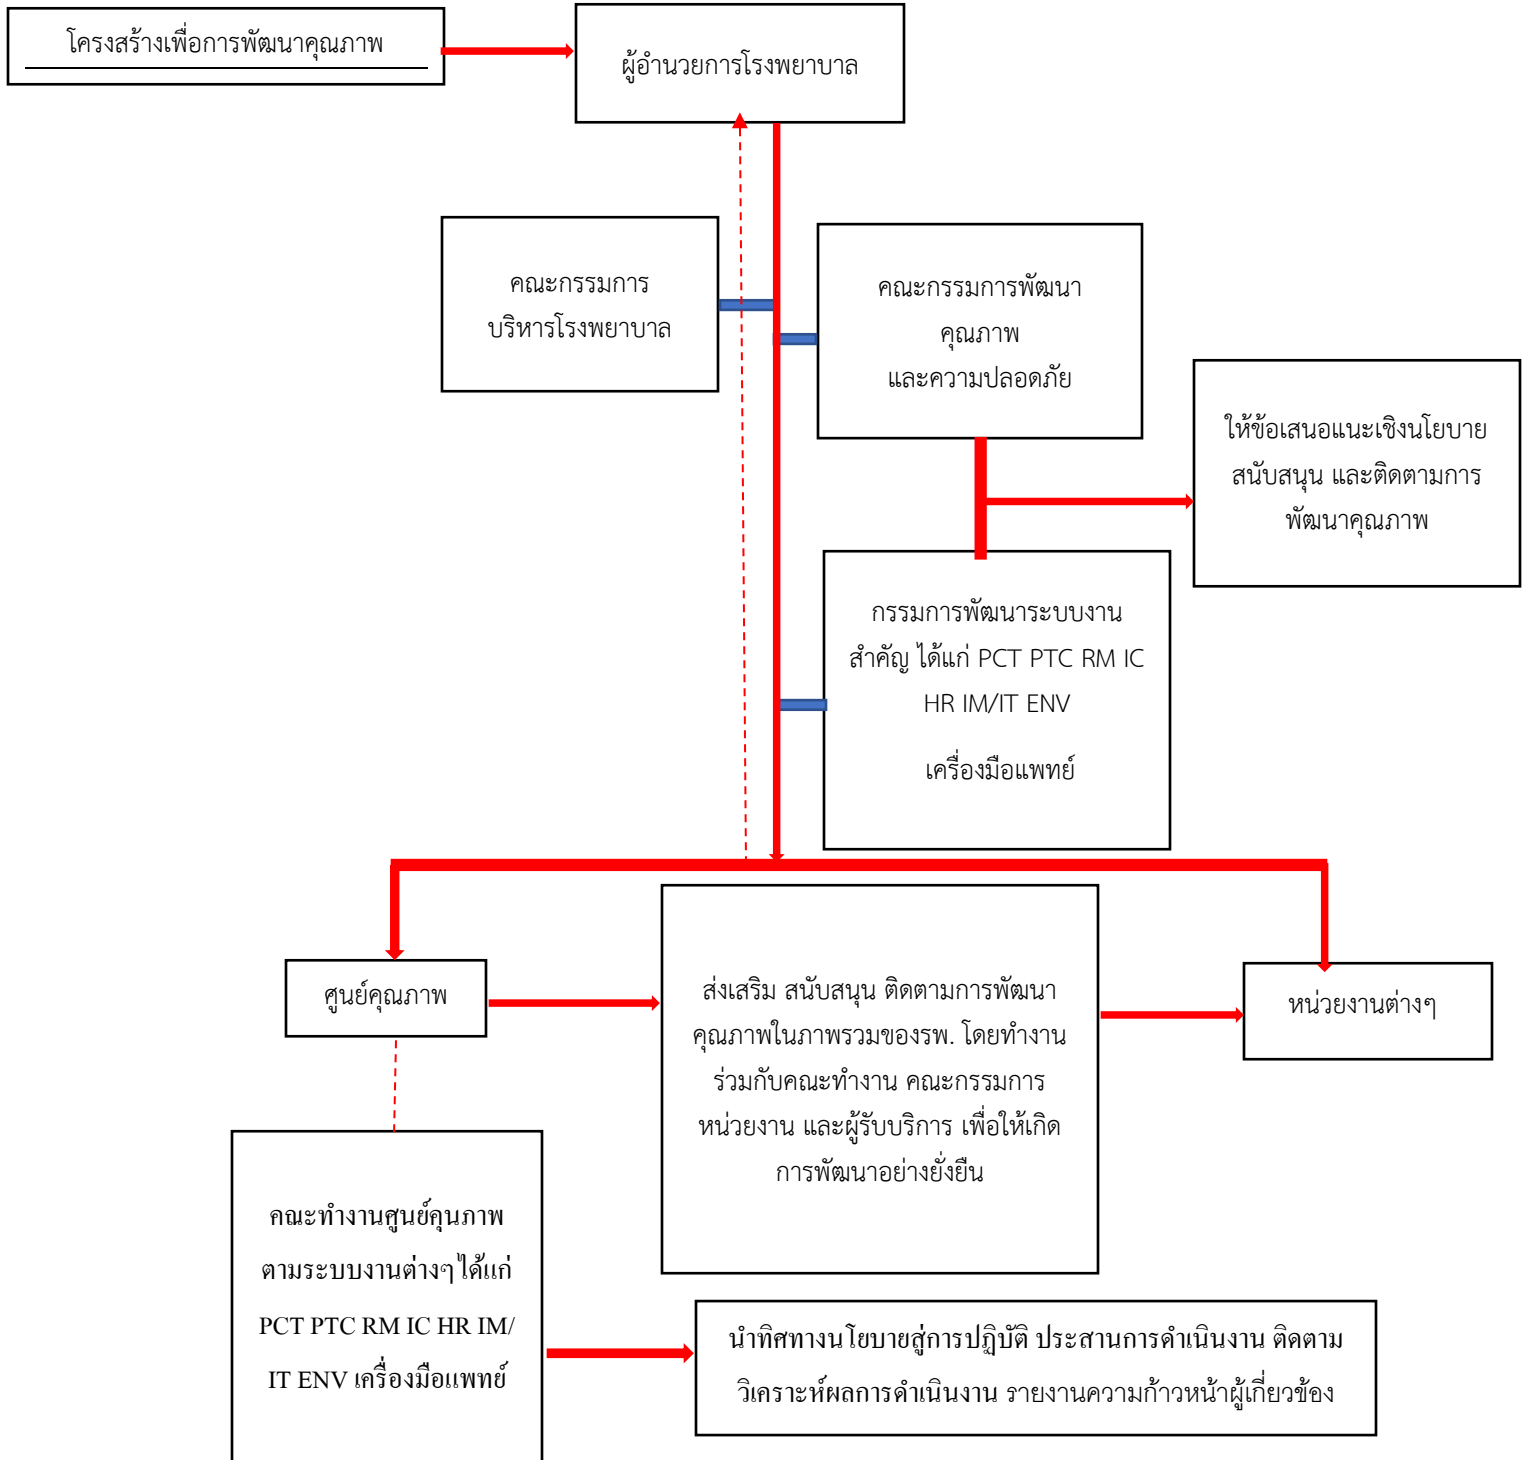 โครงสร้างเพื่อการพัฒนาคุณภาพ
ผู้อำนวยการโรงพยาบาล
คณะกรรมการ
บริหารโรงพยาบาล
คณะกรรมการพัฒนา
คุณภาพ
และความปลอดภัย
ให้ข้อเสนอแนะเชิงนโยบาย
สนับสนุน และติดตามการ
พัฒนาคุณภาพ
กรรมการพัฒนาระบบงาน
สำคัญ ได้แก่ PCT PTC RM IC
HR IM/IT ENV
เครื่องมือแพทย์
ศูนย์คุณภาพ
ส่งเสริม สนับสนุน ติดตามการพัฒนา
คุณภาพในภาพรวมของรพ. โดยทำงาน
ร่วมกับคณะทำงาน คณะกรรมการ
หน่วยงาน และผู้รับบริการ เพื่อให้เกิด
การพัฒนาอย่างยั่งยืน
หน่วยงานต่างๆ
คณะทำงานศูนย์คุนภาพ
ตามระบบงานต่างๆ ได้แก่
PCT PTC RM IC HR IM/
IT ENV เครื่องมือแพทย์
นำทิศทางนโยบายสู่การปฏิบัติ ประสานการดำเนินงาน ติดตาม
วิเคราะห์ผลการดำเนินงาน รายงานความก้าวหน้าผู้เกี่ยวข้อง